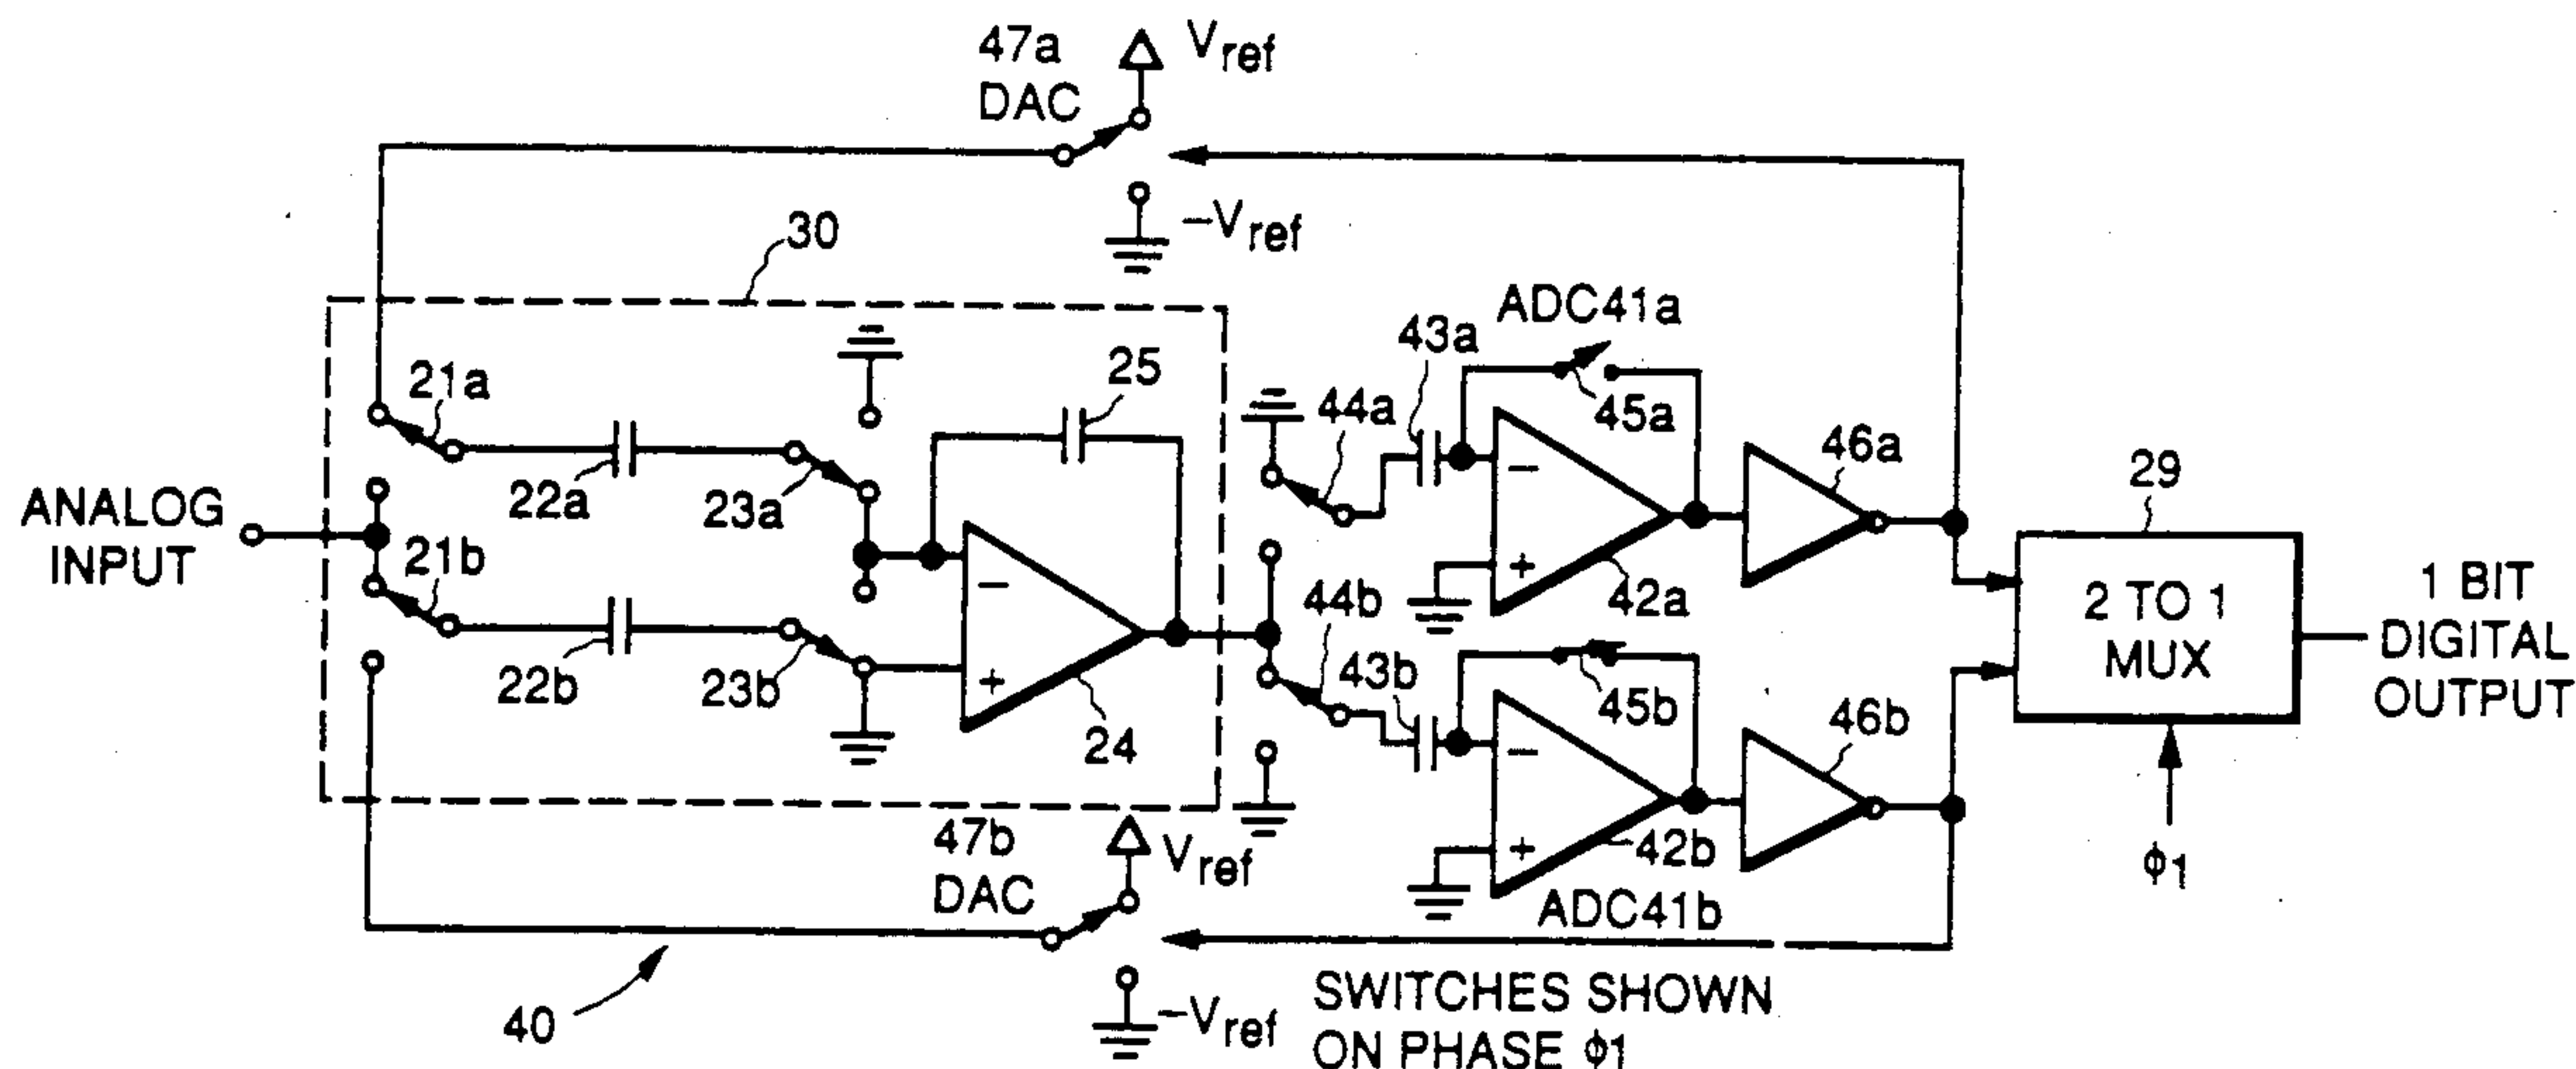 47a
DAC
Vref
-Vref
30
ADC41a
43a
25
44a
45a
46a
29
21a
22a
23a
ANALOG
INPUT
21b
22b
23b
−
+
24
−
+
42a
44b
43b
45b
46b
2 TO 1
MUX
1 BIT
DIGITAL
OUTPUT
ϕ1
−
+
42b
ADC41b
47b
DAC
Vref
-Vref
40
SWITCHES SHOWN
ON PHASE ϕ1